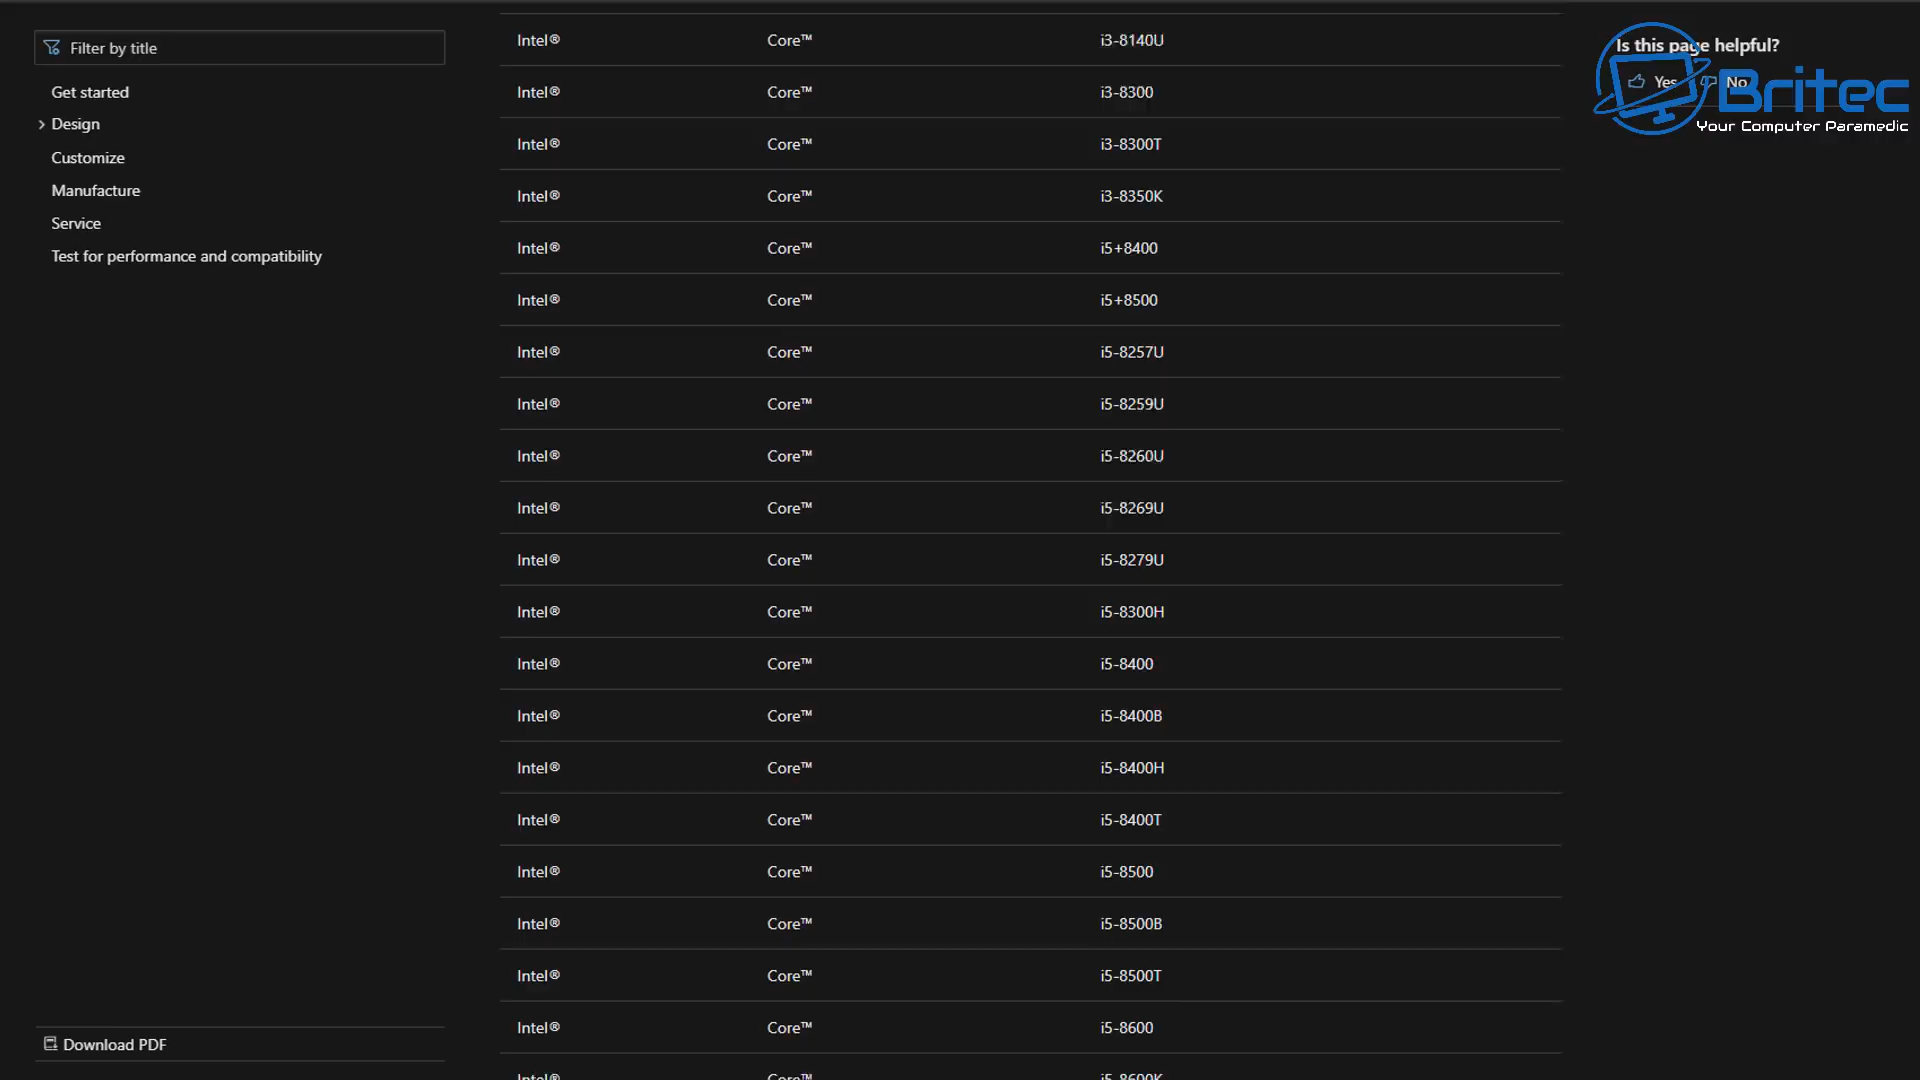 Filter by title
Get started
Design
Customize
Manufacture
Service
Test for performance and compatibility
Download PDF
Intel® Core™ i3-8140U
Intel® Core™ i3-8300
Intel® Core™ i3-8300T
Intel® Core™ i3-8350K
Intel® Core™ i5+8400
Intel® Core™ i5+8500
Intel® Core™ i5-8257U
Intel® Core™ i5-8259U
Intel® Core™ i5-8260U
Intel® Core™ i5-8269U
Intel® Core™ i5-8279U
Intel® Core™ i5-8300H
Intel® Core™ i5-8400
Intel® Core™ i5-8400B
Intel® Core™ i5-8400H
Intel® Core™ i5-8400T
Intel® Core™ i5-8500
Intel® Core™ i5-8500B
Intel® Core™ i5-8500T
Intel® Core™ i5-8600
Intel® Core™ i5-8600K
Is this page helpful?
Yes No
Britec
Your Computer Paramedic